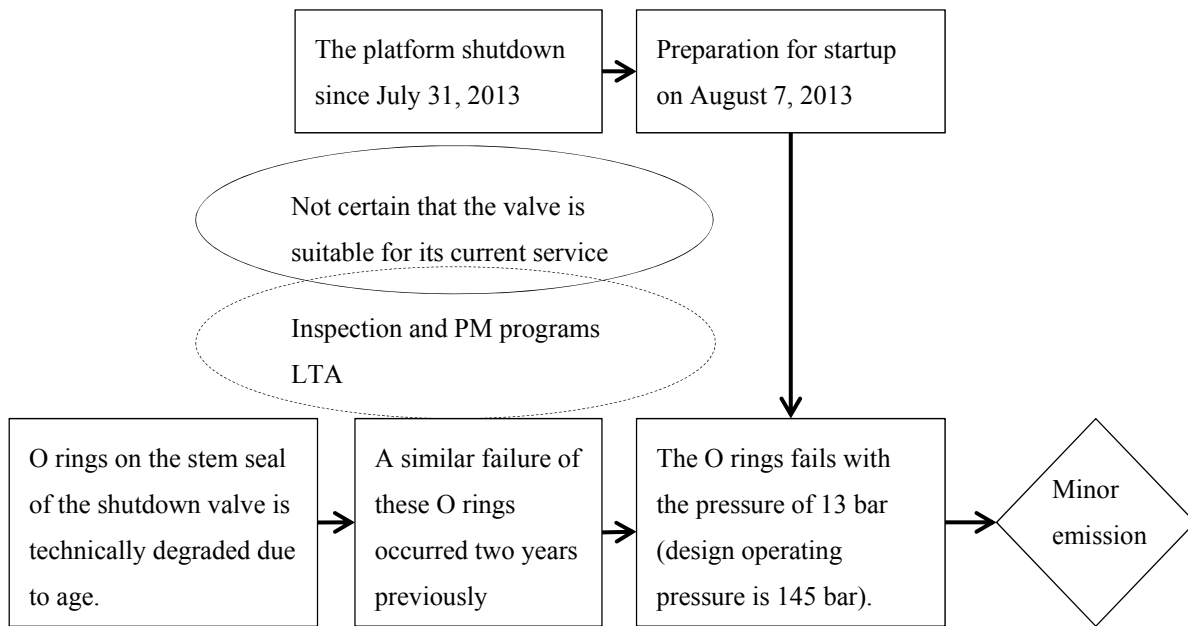 The platform shutdown
since July 31, 2013
Preparation for startup
on August 7, 2013
Not certain that the valve is
suitable for its current service
Inspection and PM programs
LTA
O rings on the stem seal
of the shutdown valve is
technically degraded due
to age.
A similar failure of
these O rings
occurred two years
previously
The O rings fails with
the pressure of 13 bar
(design operating
pressure is 145 bar).
Minor
emission